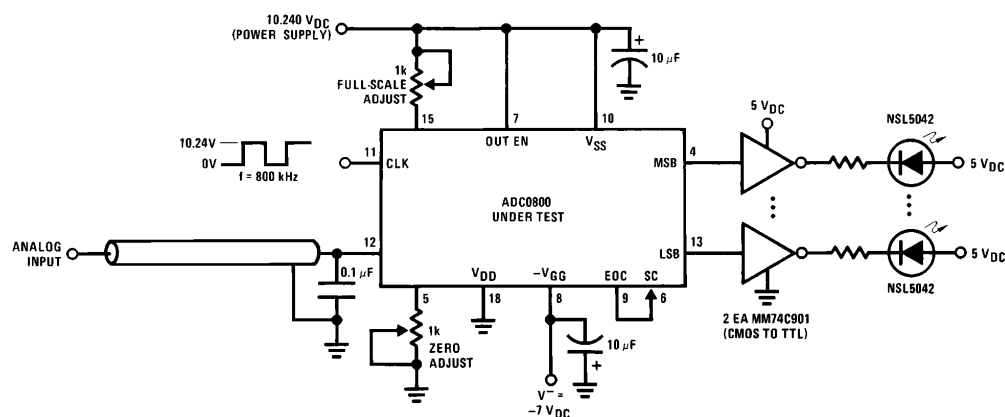 10.240 VDC
(POWER SUPPLY)
1k
FULL-SCALE
ADJUST
+
10 µF
15
7
10
OUT EN
VSS
10.24V
0V
f = 800 kHz
11
CLK
ADC0800
UNDER TEST
MSB
4
5 VDC
NSL5042
5 VDC
ANALOG
INPUT
12
0.1 µF
LSB
13
5 VDC
NSL5042
VDD
-VGG
EOC
SC
5
18
8
9
6
1k
ZERO
ADJUST
10 µF
+
V– =
–7 VDC
2 EA MM74C901
(CMOS TO TTL)